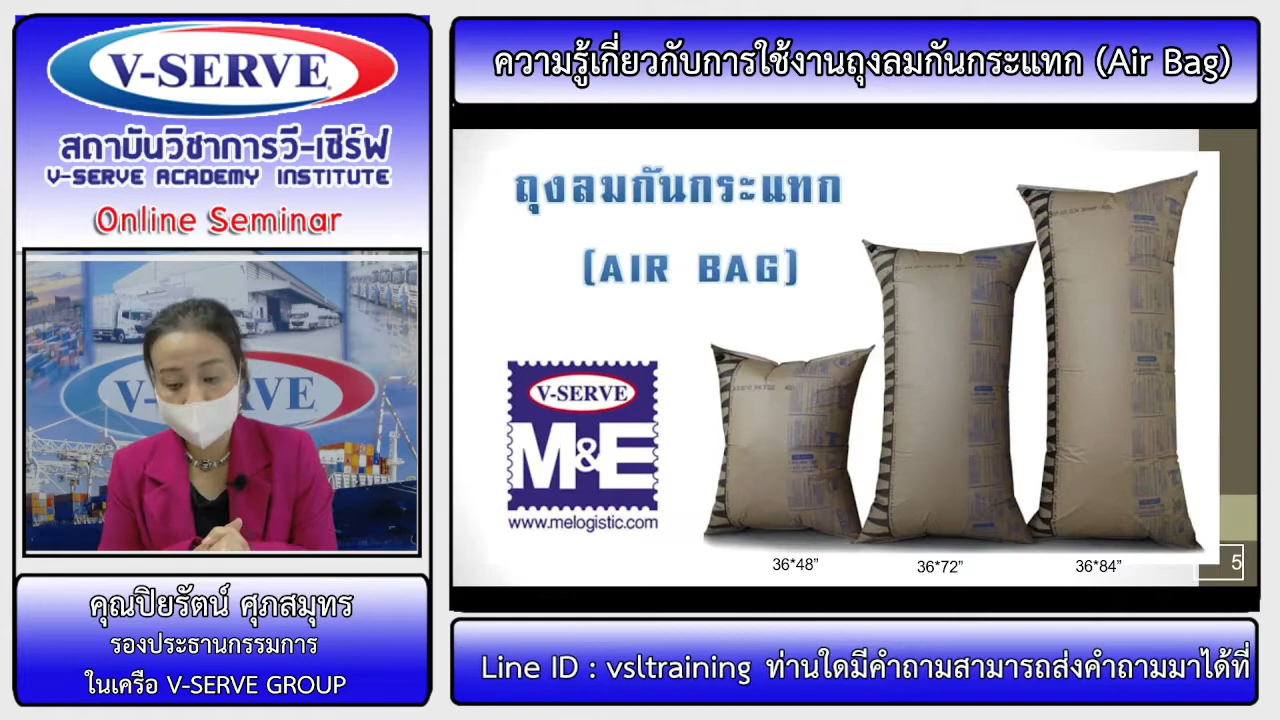 V-SERVE
สถาบันวิชาการวี-เซิร์ฟ
V-SERVE ACADEMY INSTITUTE
Online Seminar
คุณปิยรัตน์ ศุภสมุทร
รองประธานกรรมการ
ในเครือ V-SERVE GROUP
ความรู้เกี่ยวกับการใช้งานถุงลมกันกระแทก (Air Bag)
ถุงลมกันกระแทก
(AIR BAG)
V-SERVE
M&E
www.melogistic.com
36*48”
36*72”
36*84”
5
Line ID : vsltraining ท่านใดมีคำถามสามารถส่งคำถามมาได้ที่